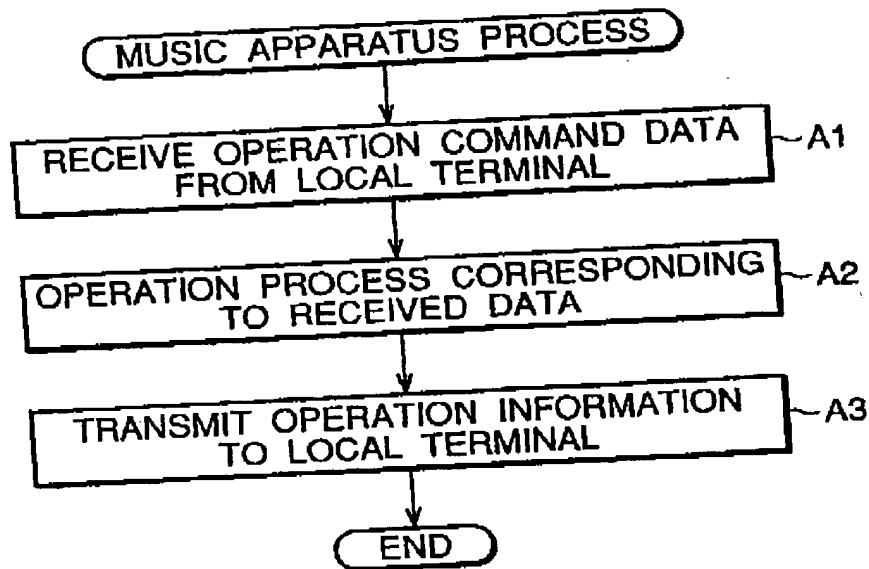 MUSIC APPARATUS PROCESS
RECEIVE OPERATION COMMAND DATA
FROM LOCAL TERMINAL
A1
OPERATION PROCESS CORRESPONDING
TO RECEIVED DATA
A2
TRANSMIT OPERATION INFORMATION
TO LOCAL TERMINAL
A3
END